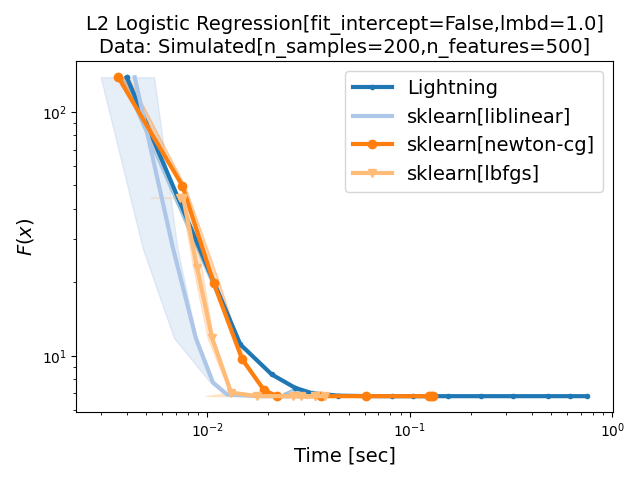 L2 Logistic Regression[fit_intercept=False,lmbd=1.0]
Data: Simulated[n_samples=200,n_features=500]
Lightning
sklearn[liblinear]
sklearn[newton-cg]
sklearn[lbfgs]
F(x)
10²
10¹
10⁻²
10⁻¹
10⁰
Time [sec]